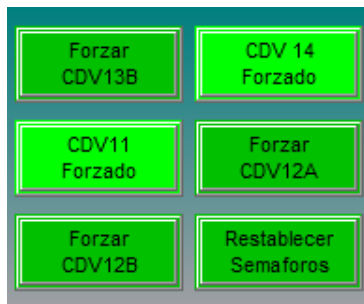 Forzar
CDV13B
CDV 14
Forzado
CDV11
Forzado
Forzar
CDV12A
Forzar
CDV12B
Restablecer
Semaforos